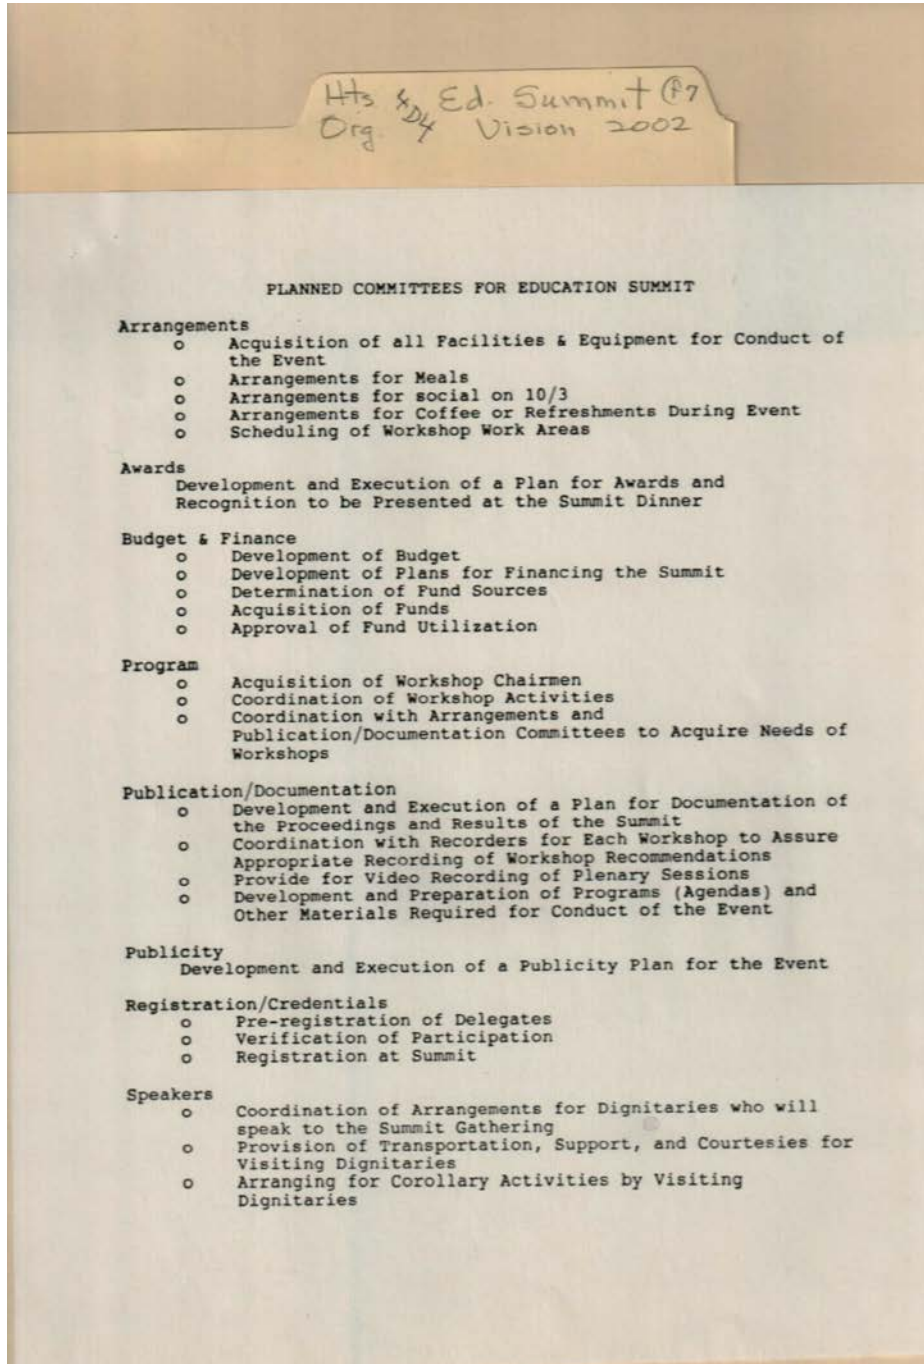 Hts & Ed. Summit
Org. D4 Vision 2002
PLANNED COMMITTEES FOR EDUCATION SUMMIT
Arrangements
o Acquisition of all Facilities & Equipment for Conduct of
the Event
o Arrangements for Meals
o Arrangements for social on 10/3
o Arrangements for Coffee or Refreshments During Event
o Scheduling of Workshop Work Areas
Awards
Development and Execution of a Plan for Awards and
Recognition to be Presented at the Summit Dinner
Budget & Finance
o Development of Budget
o Development of Plans for Financing the Summit
o Determination of Fund Sources
o Acquisition of Funds
o Approval of Fund Utilization
Program
o Acquisition of Workshop Chairmen
o Coordination of Workshop Activities
o Coordination with Arrangements and
Publication/Documentation Committees to Acquire Needs of
Workshops
Publication/Documentation
o Development and Execution of a Plan for Documentation of
the Proceedings and Results of the Summit
o Coordination with Recorders for Each Workshop to Assure
Appropriate Recording of Workshop Recommendations
o Provide for Video Recording of Plenary Sessions
o Development and Preparation of Programs (Agendas) and
Other Materials Required for Conduct of the Event
Publicity
Development and Execution of a Publicity Plan for the Event
Registration/Credentials
o Pre-registration of Delegates
o Verification of Participation
o Registration at Summit
Speakers
o Coordination of Arrangements for Dignitaries who will
speak to the Summit Gathering
o Provision of Transportation, Support, and Courtesies for
Visiting Dignitaries
o Arranging for Corollary Activities by Visiting
Dignitaries